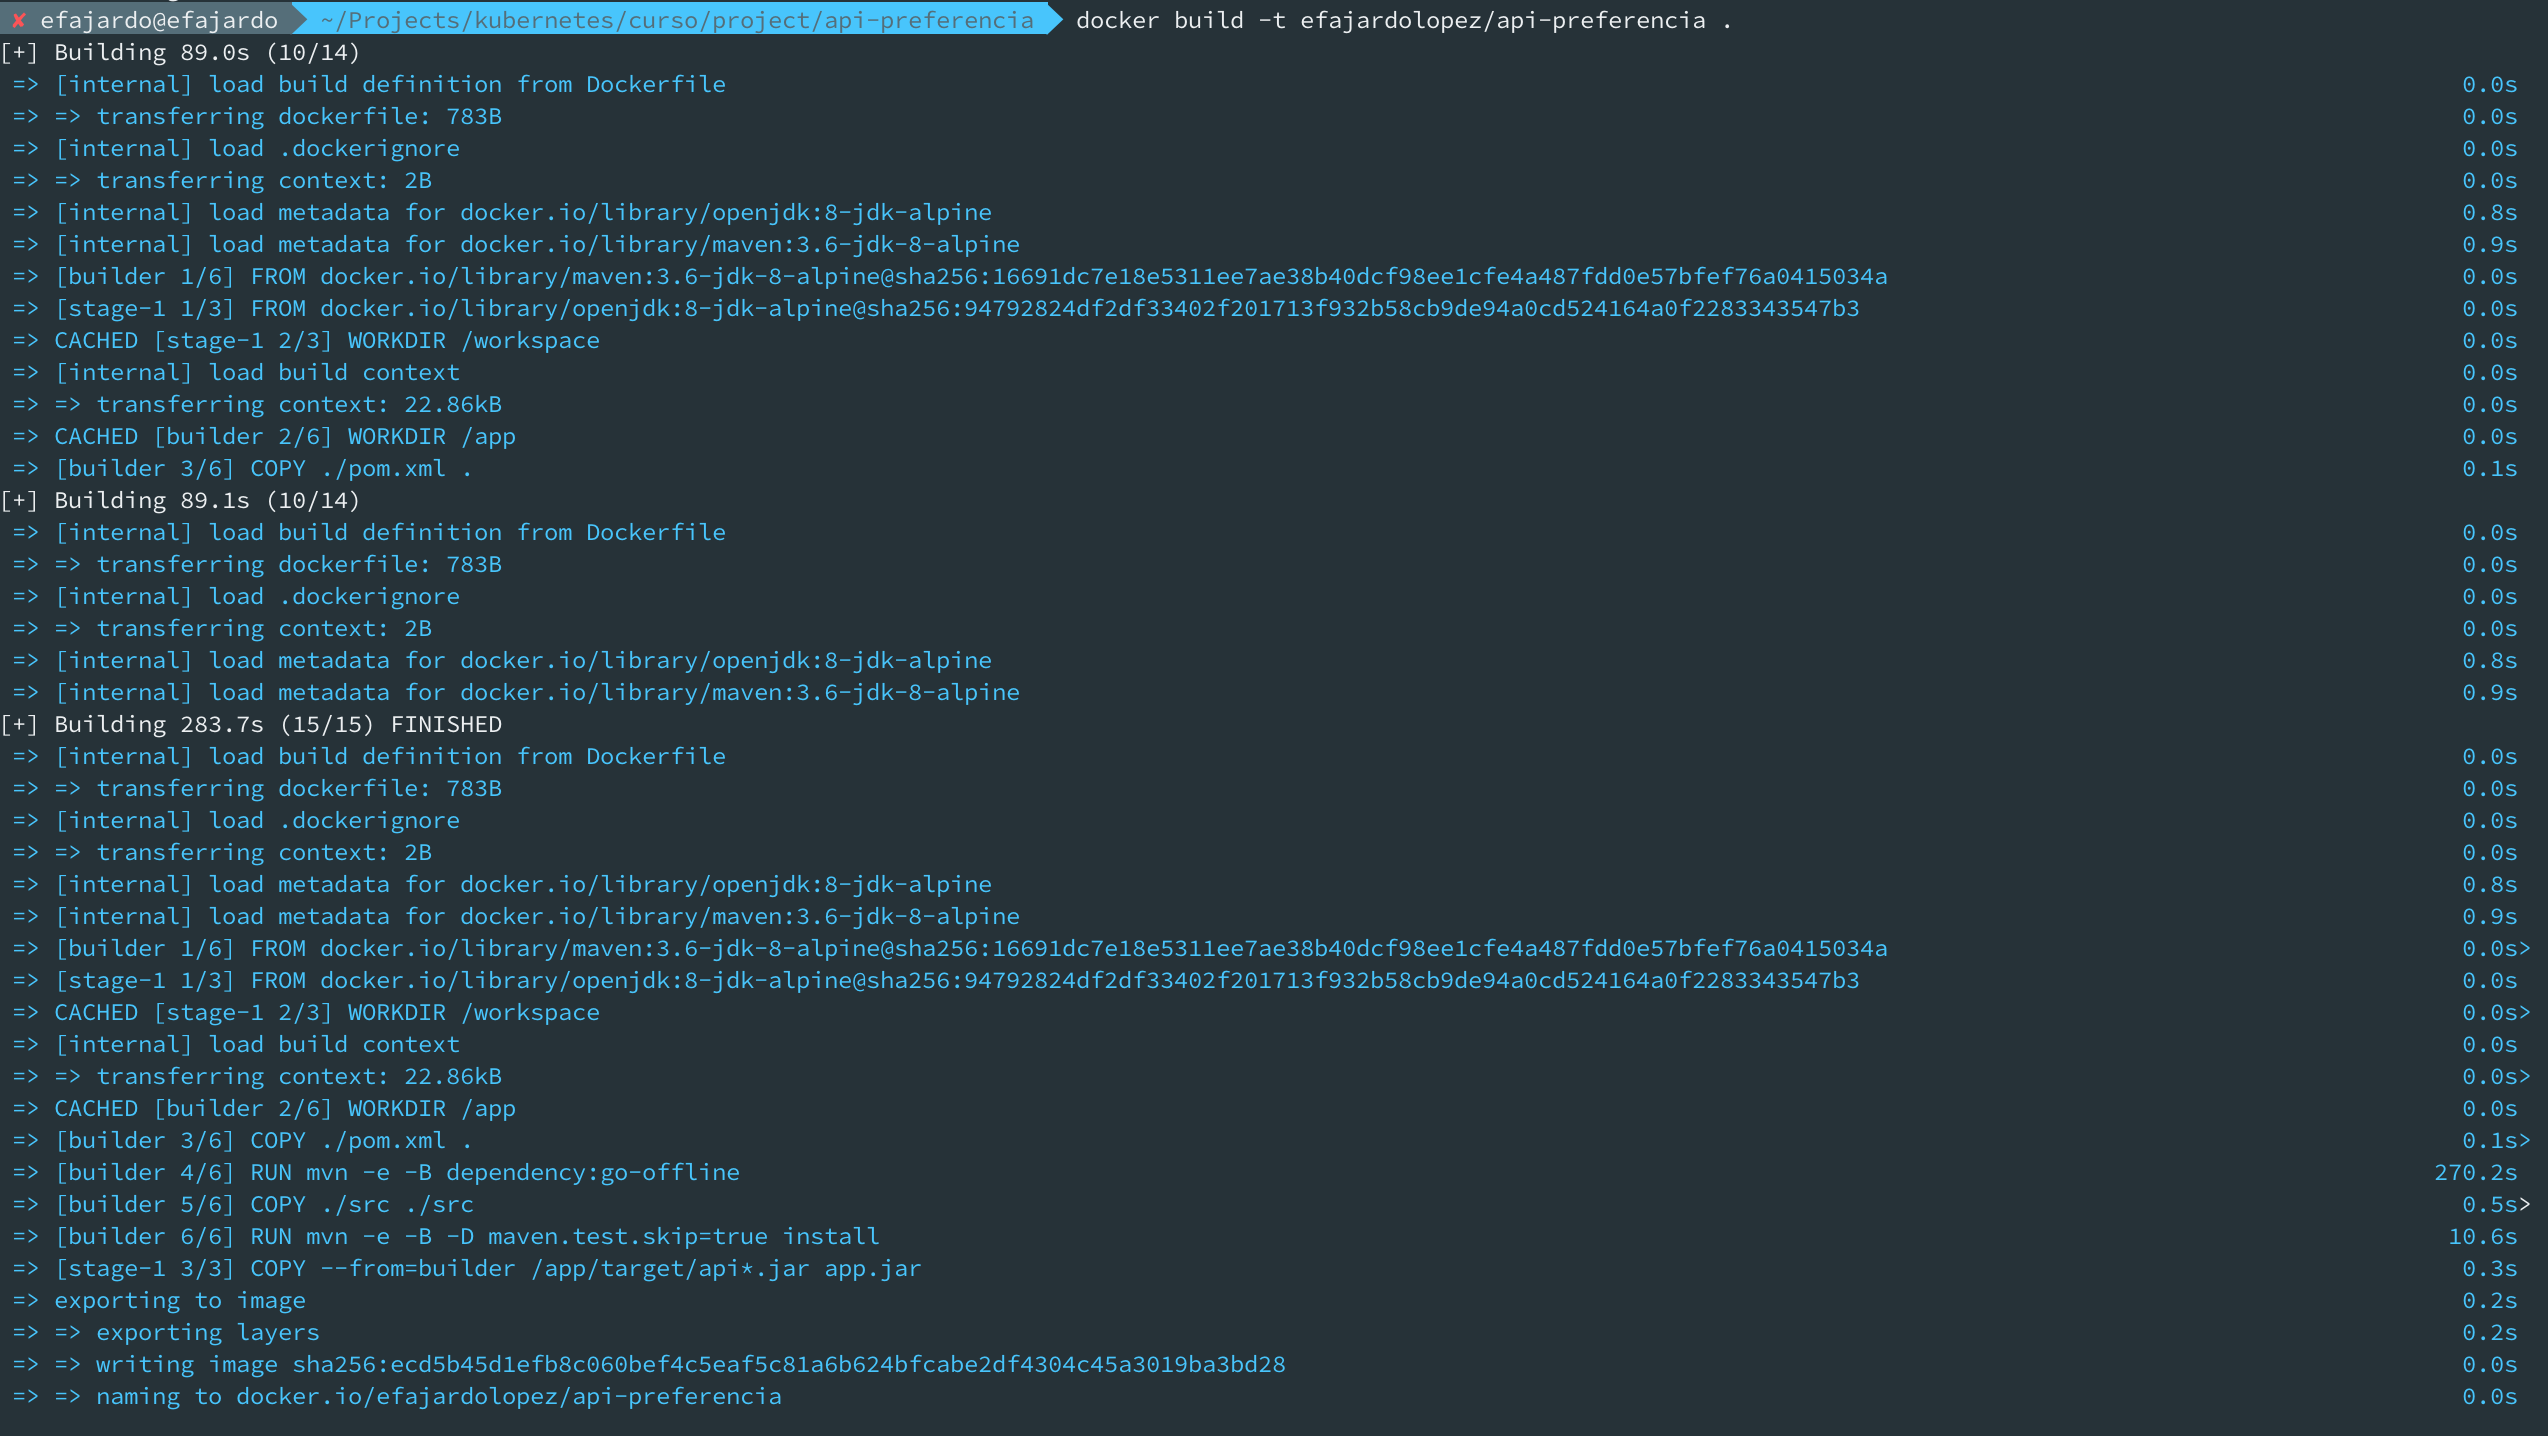 ✘ efajardo@efajardo ~/Projects/kubernetes/curso/project/api-preferencia docker build -t efajardolopez/api-preferencia .
[+] Building 89.0s (10/14)
=> [internal] load build definition from Dockerfile 0.0s
=> => transferring dockerfile: 783B 0.0s
=> [internal] load .dockerignore 0.0s
=> => transferring context: 2B 0.0s
=> [internal] load metadata for docker.io/library/openjdk:8-jdk-alpine 0.8s
=> [internal] load metadata for docker.io/library/maven:3.6-jdk-8-alpine 0.9s
=> [builder 1/6] FROM docker.io/library/maven:3.6-jdk-8-alpine@sha256:16691dc7e18e5311ee7ae38b40dcf98ee1cfe4a487fdd0e57bfef76a0415034a 0.0s
=> [stage-1 1/3] FROM docker.io/library/openjdk:8-jdk-alpine@sha256:94792824df2df33402f201713f932b58cb9de94a0cd524164a0f2283343547b3 0.0s
=> CACHED [stage-1 2/3] WORKDIR /workspace 0.0s
=> [internal] load build context 0.0s
=> => transferring context: 22.86kB 0.0s
=> CACHED [builder 2/6] WORKDIR /app 0.0s
=> [builder 3/6] COPY ./pom.xml . 0.1s
[+] Building 89.1s (10/14)
=> [internal] load build definition from Dockerfile 0.0s
=> => transferring dockerfile: 783B 0.0s
=> [internal] load .dockerignore 0.0s
=> => transferring context: 2B 0.0s
=> [internal] load metadata for docker.io/library/openjdk:8-jdk-alpine 0.8s
=> [internal] load metadata for docker.io/library/maven:3.6-jdk-8-alpine 0.9s
[+] Building 283.7s (15/15) FINISHED
=> [internal] load build definition from Dockerfile 0.0s
=> => transferring dockerfile: 783B 0.0s
=> [internal] load .dockerignore 0.0s
=> => transferring context: 2B 0.0s
=> [internal] load metadata for docker.io/library/openjdk:8-jdk-alpine 0.8s
=> [internal] load metadata for docker.io/library/maven:3.6-jdk-8-alpine 0.9s
=> [builder 1/6] FROM docker.io/library/maven:3.6-jdk-8-alpine@sha256:16691dc7e18e5311ee7ae38b40dcf98ee1cfe4a487fdd0e57bfef76a0415034a 0.0s>
=> [stage-1 1/3] FROM docker.io/library/openjdk:8-jdk-alpine@sha256:94792824df2df33402f201713f932b58cb9de94a0cd524164a0f2283343547b3 0.0s
=> CACHED [stage-1 2/3] WORKDIR /workspace 0.0s>
=> [internal] load build context 0.0s
=> => transferring context: 22.86kB 0.0s>
=> CACHED [builder 2/6] WORKDIR /app 0.0s
=> [builder 3/6] COPY ./pom.xml . 0.1s>
=> [builder 4/6] RUN mvn -e -B dependency:go-offline 270.2s
=> [builder 5/6] COPY ./src ./src 0.5s>
=> [builder 6/6] RUN mvn -e -B -D maven.test.skip=true install 10.6s
=> [stage-1 3/3] COPY --from=builder /app/target/api*.jar app.jar 0.3s
=> exporting to image 0.2s
=> => exporting layers 0.2s
=> => writing image sha256:ecd5b45d1efb8c060bef4c5eaf5c81a6b624bfcabe2df4304c45a3019ba3bd28 0.0s
=> => naming to docker.io/efajardolopez/api-preferencia 0.0s